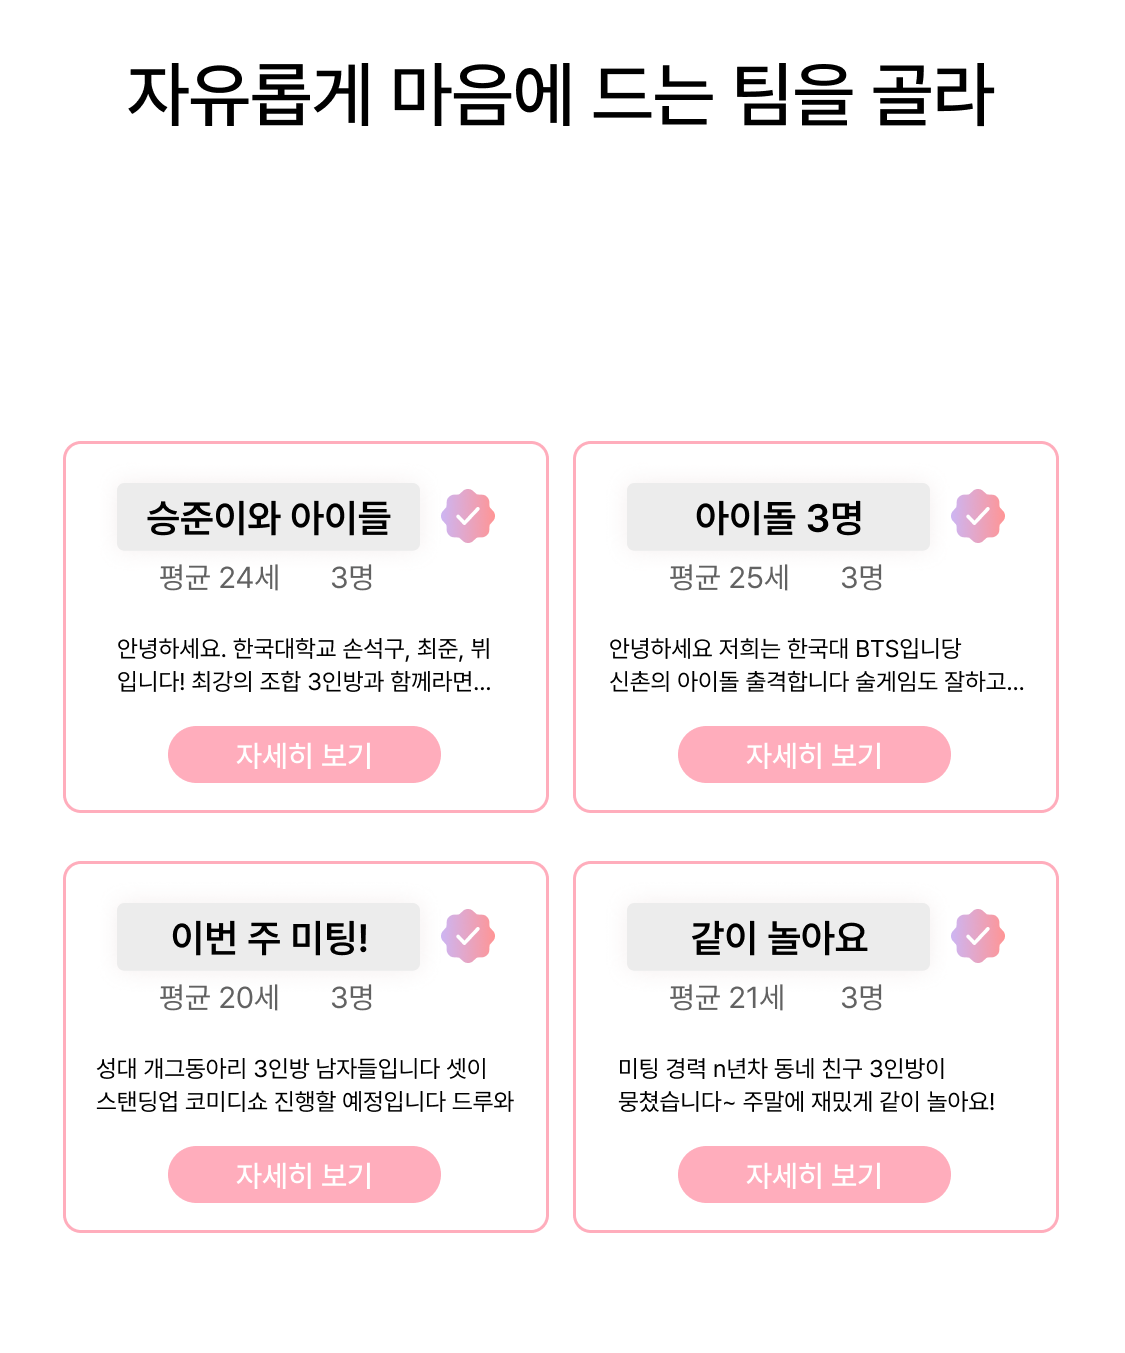 자유롭게 마음에 드는 팀을 골라
승준이와 아이들
평균 24세 3명
안녕하세요. 한국대학교 손석구, 최준, 뷔
입니다! 최강의 조합 3인방과 함께라면...
자세히 보기
아이돌 3명
평균 25세 3명
안녕하세요 저희는 한국대 BTS입니당
신촌의 아이돌 출격합니다 술게임도 잘하고...
자세히 보기
이번 주 미팅!
평균 20세 3명
성대 개그동아리 3인방 남자들입니다 셋이
스탠딩업 코미디쇼 진행할 예정입니다 드루와
자세히 보기
같이 놀아요
평균 21세 3명
미팅 경력 n년차 동네 친구 3인방이
뭉쳤습니다~ 주말에 재밌게 같이 놀아요!
자세히 보기